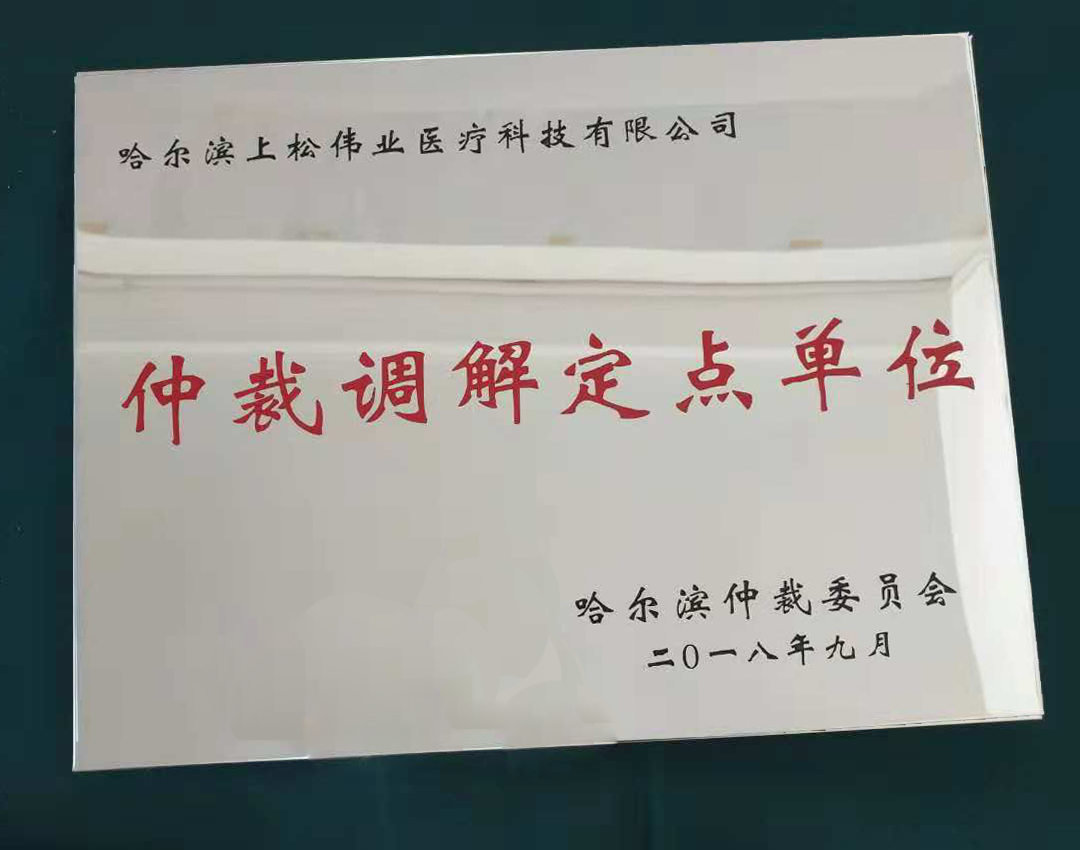 哈尔滨上松伟业医疗科技有限公司
仲裁调解定点单位
哈尔滨仲裁委员会
二0一八年九月